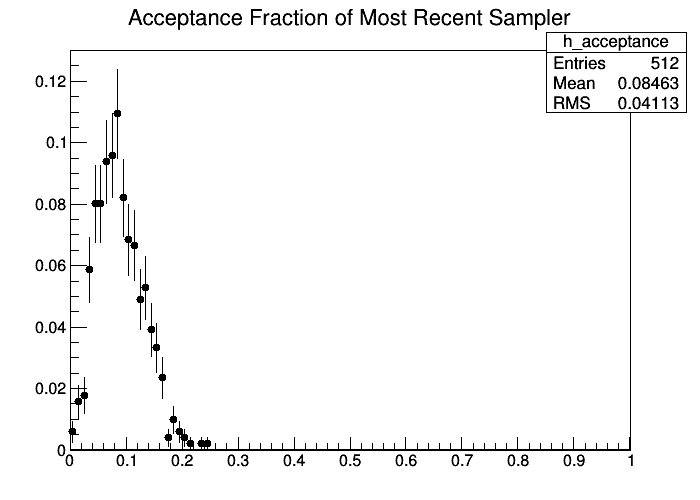 Acceptance Fraction of Most Recent Sampler
h_acceptance
Entries 512
Mean 0.08463
RMS 0.04113
0.12
0.1
0.08
0.06
0.04
0.02
0
0 0.1 0.2 0.3 0.4 0.5 0.6 0.7 0.8 0.9 1